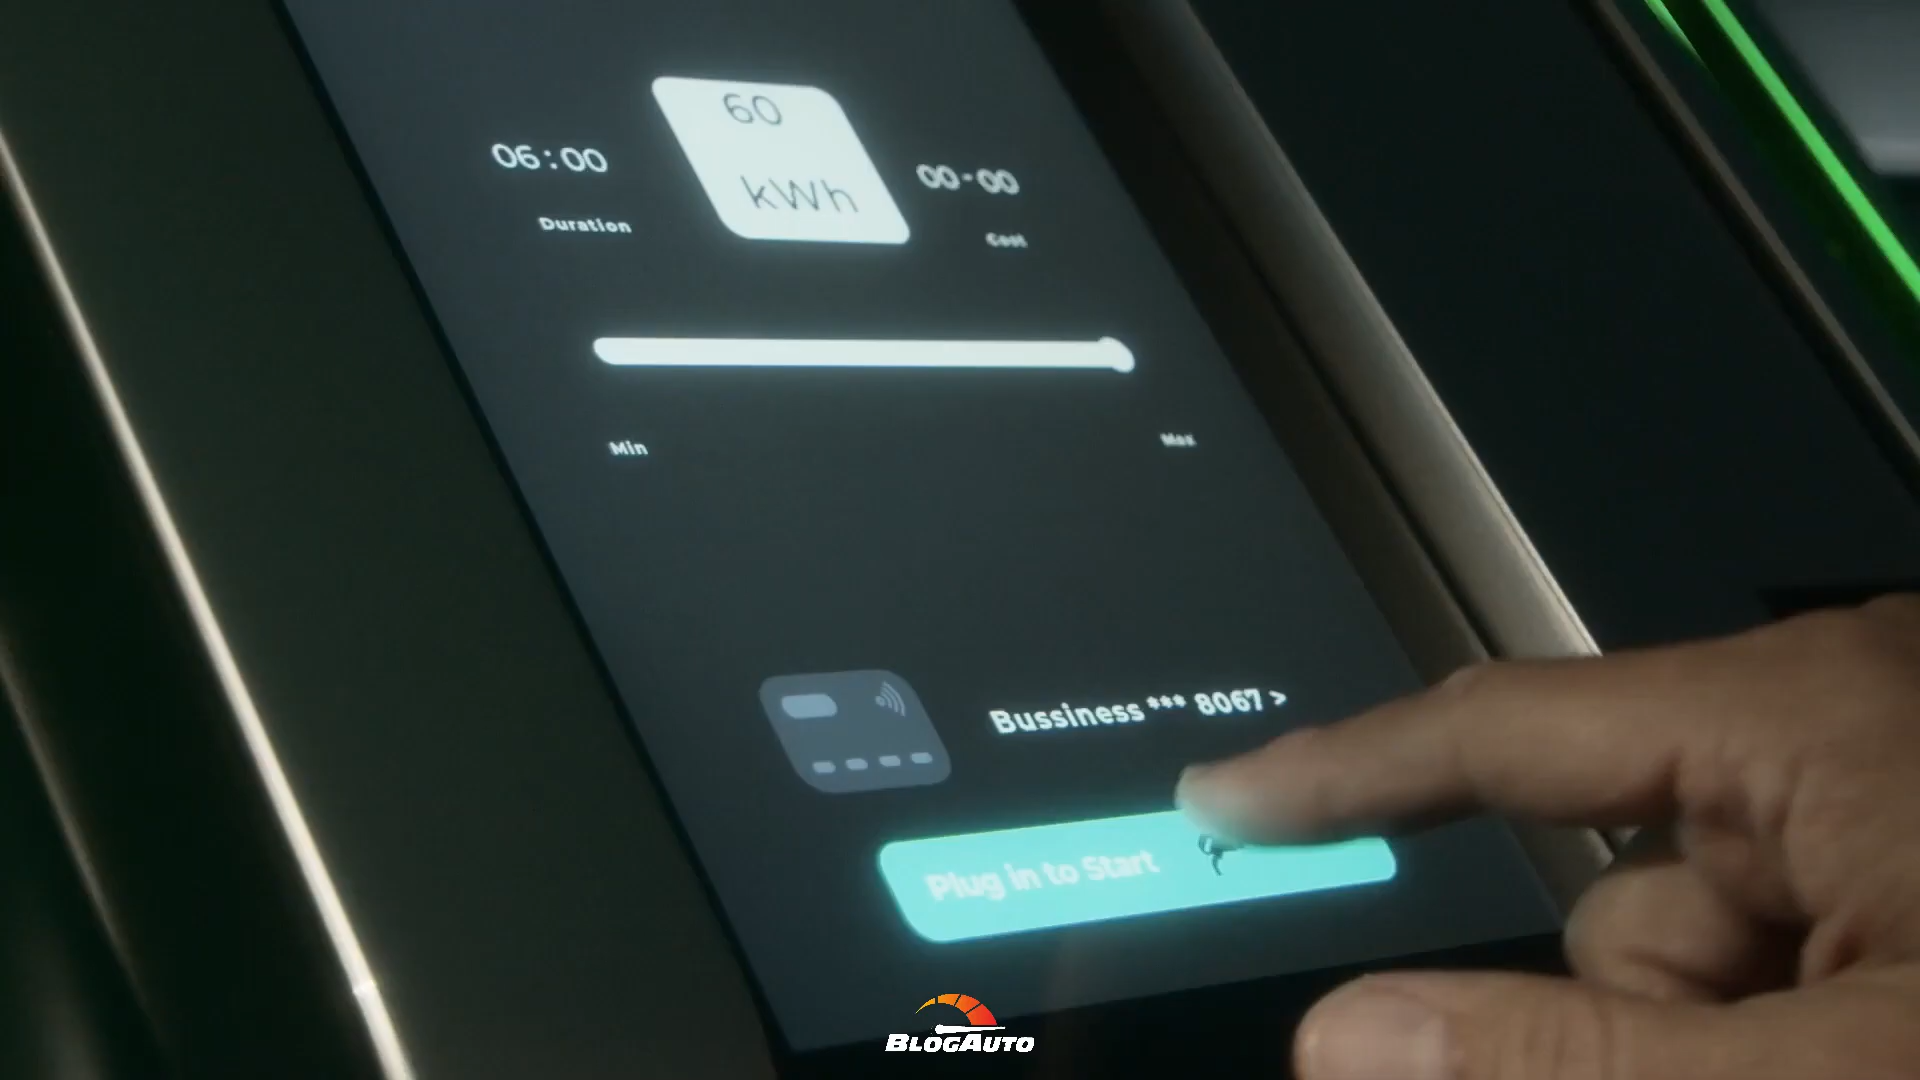 60
kWh
06:00
Duration
00-00
Cost
Min
Max
Bussiness *** 8067 >
Plug in to Start
BLOGAUTO